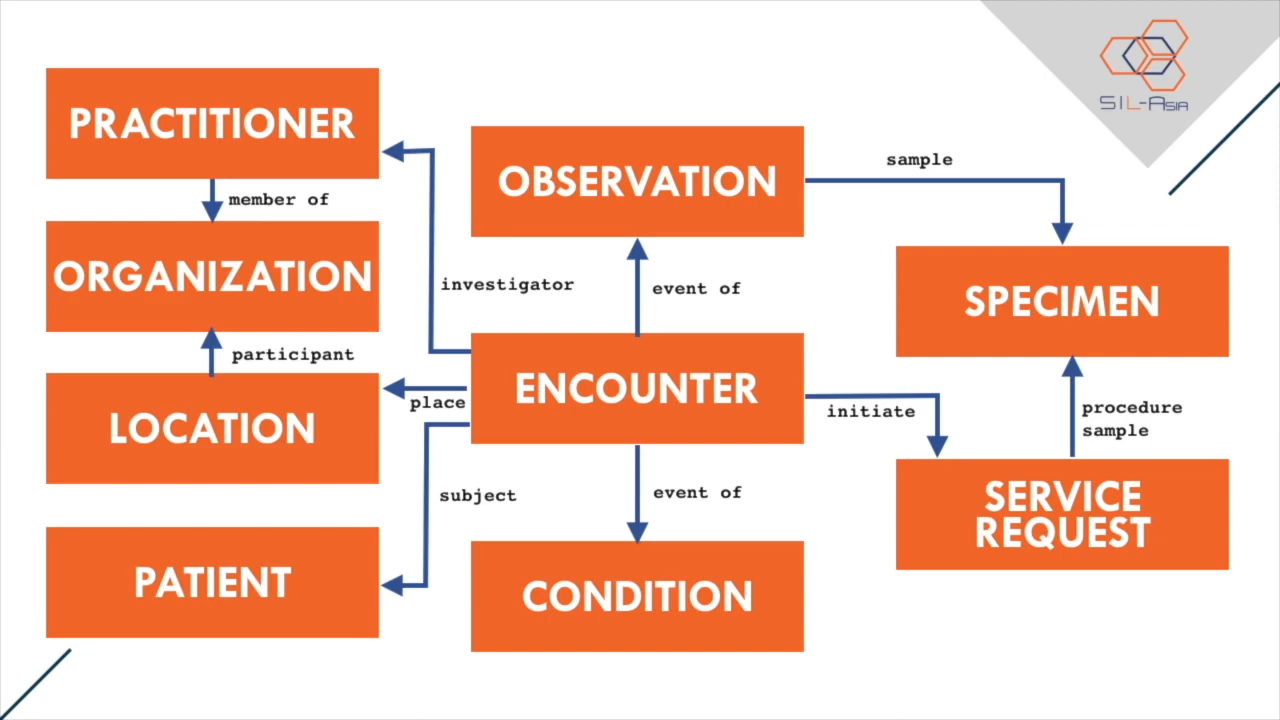 SIL-Asia
PRACTITIONER
member of
ORGANIZATION
participant
LOCATION
PATIENT
investigator
place
subject
OBSERVATION
event of
ENCOUNTER
event of
CONDITION
sample
SPECIMEN
initiate
procedure
sample
SERVICE
REQUEST